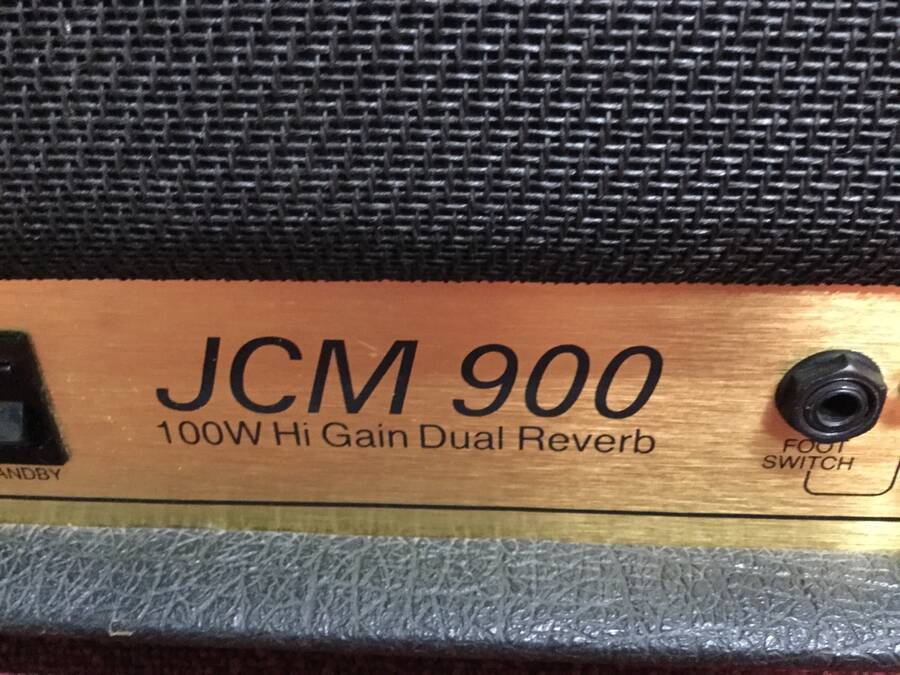 JCM 900
100W Hi Gain Dual Reverb
ANDBY
FOOT
SWITCH